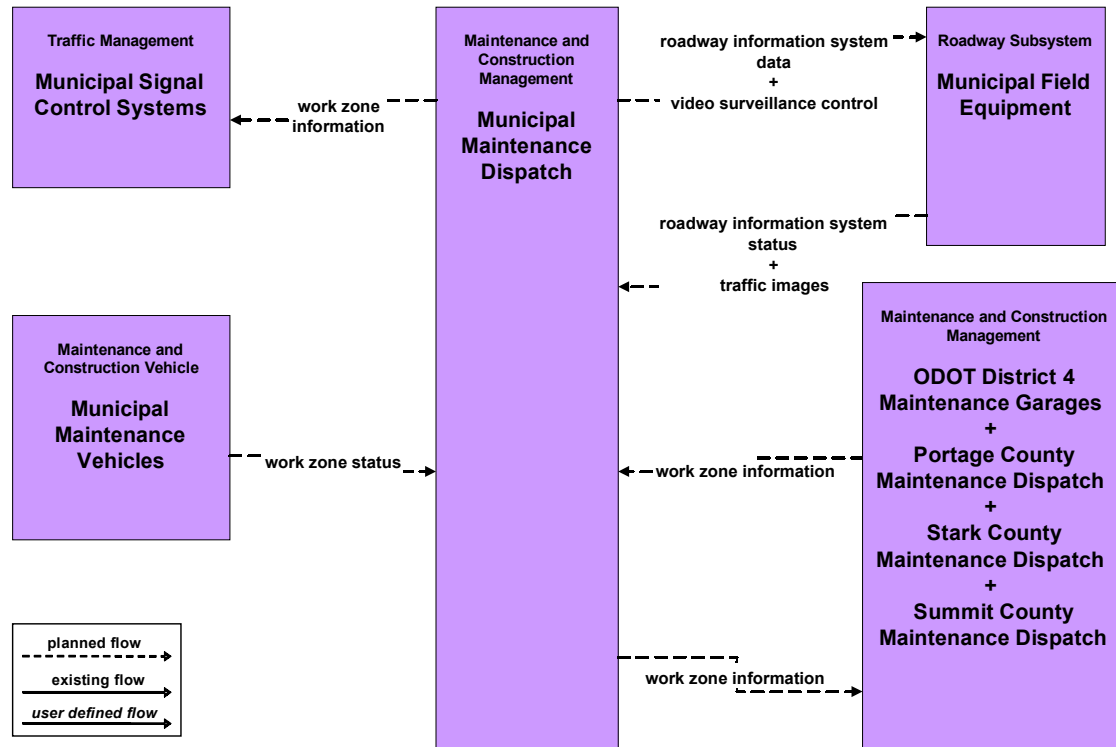 Traffic Management
Municipal Signal
Control Systems
work zone
information
Maintenance and
Construction
Management
Municipal
Maintenance
Dispatch
roadway information system
data
+
video surveillance control
Roadway Subsystem
Municipal Field
Equipment
roadway information system
status
+
traffic images
Maintenance and
Construction Vehicle
Municipal
Maintenance
Vehicles
work zone status
work zone information
Maintenance and Construction
Management
ODOT District 4
Maintenance Garages
+
Portage County
Maintenance Dispatch
+
Stark County
Maintenance Dispatch
+
Summit County
Maintenance Dispatch
work zone information
planned flow
existing flow
user defined flow